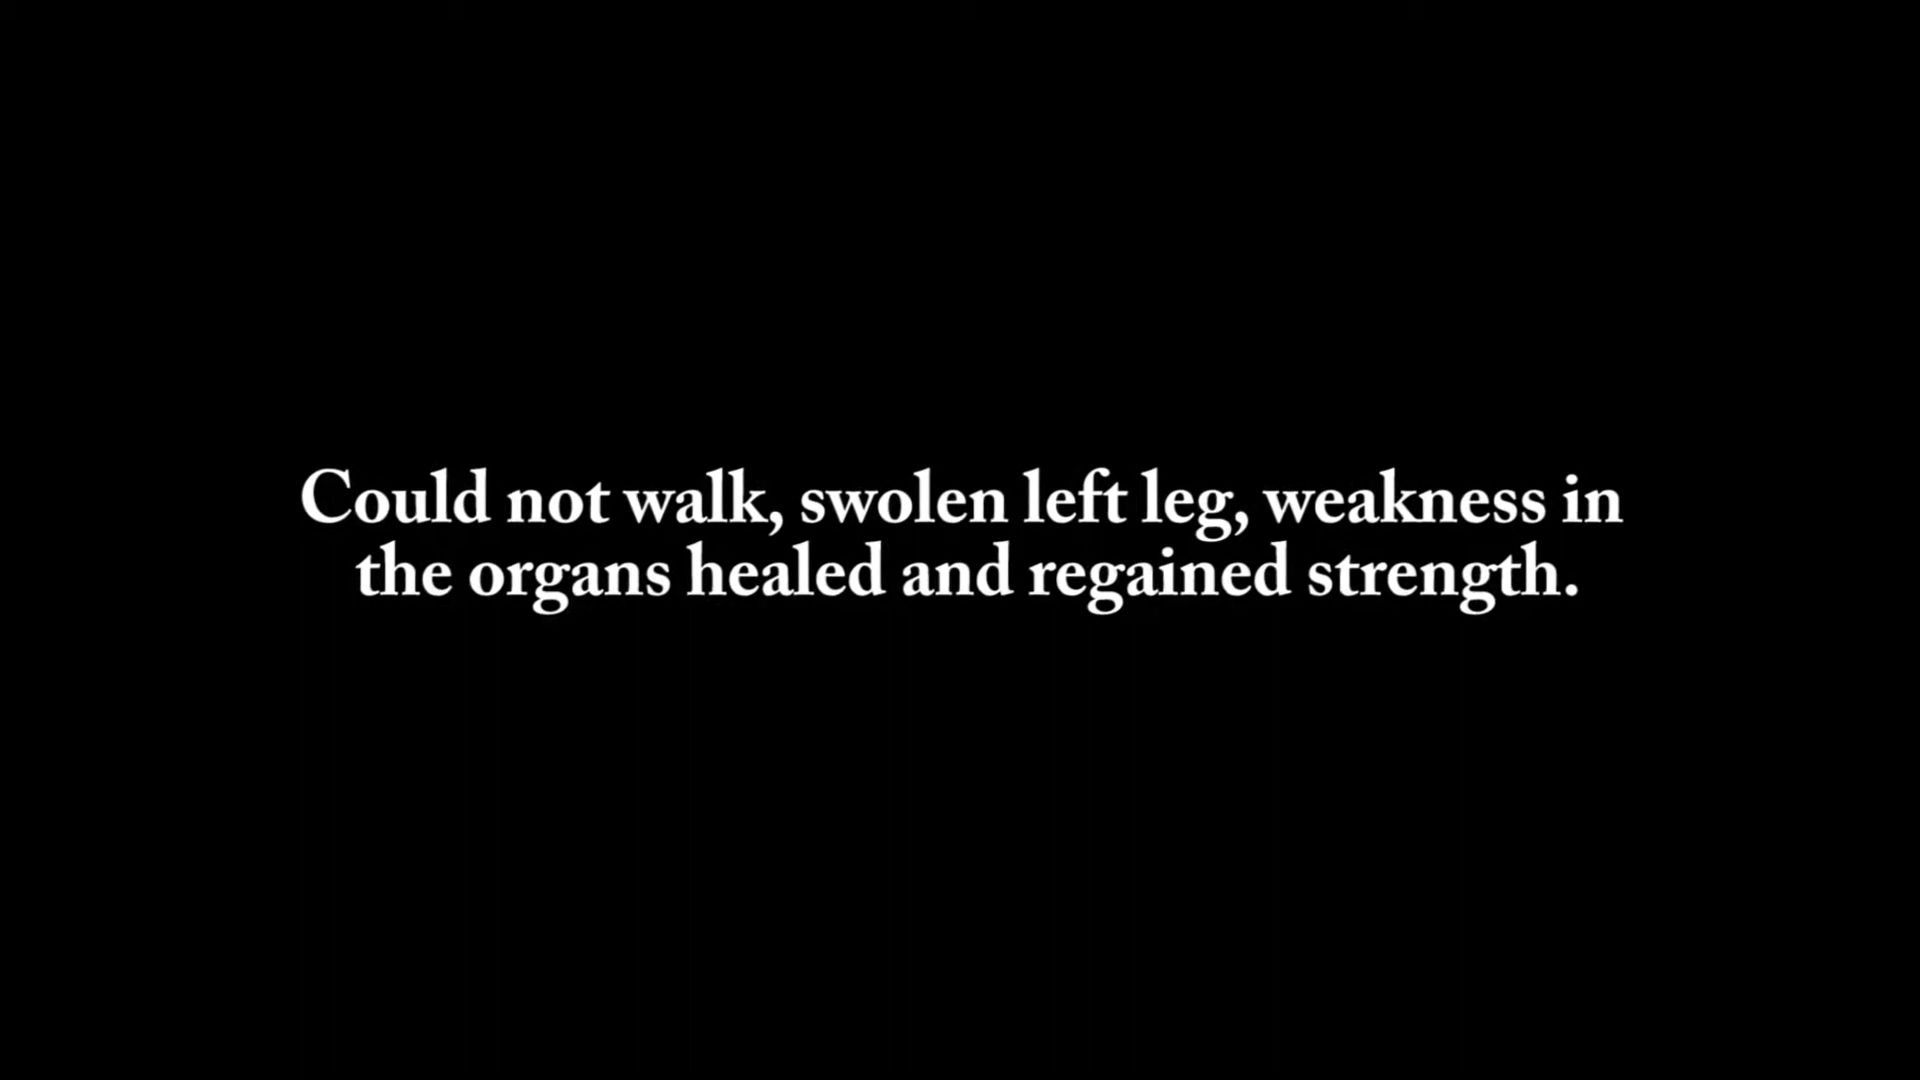 Could not walk, swolen left leg, weakness in
the organs healed and regained strength.